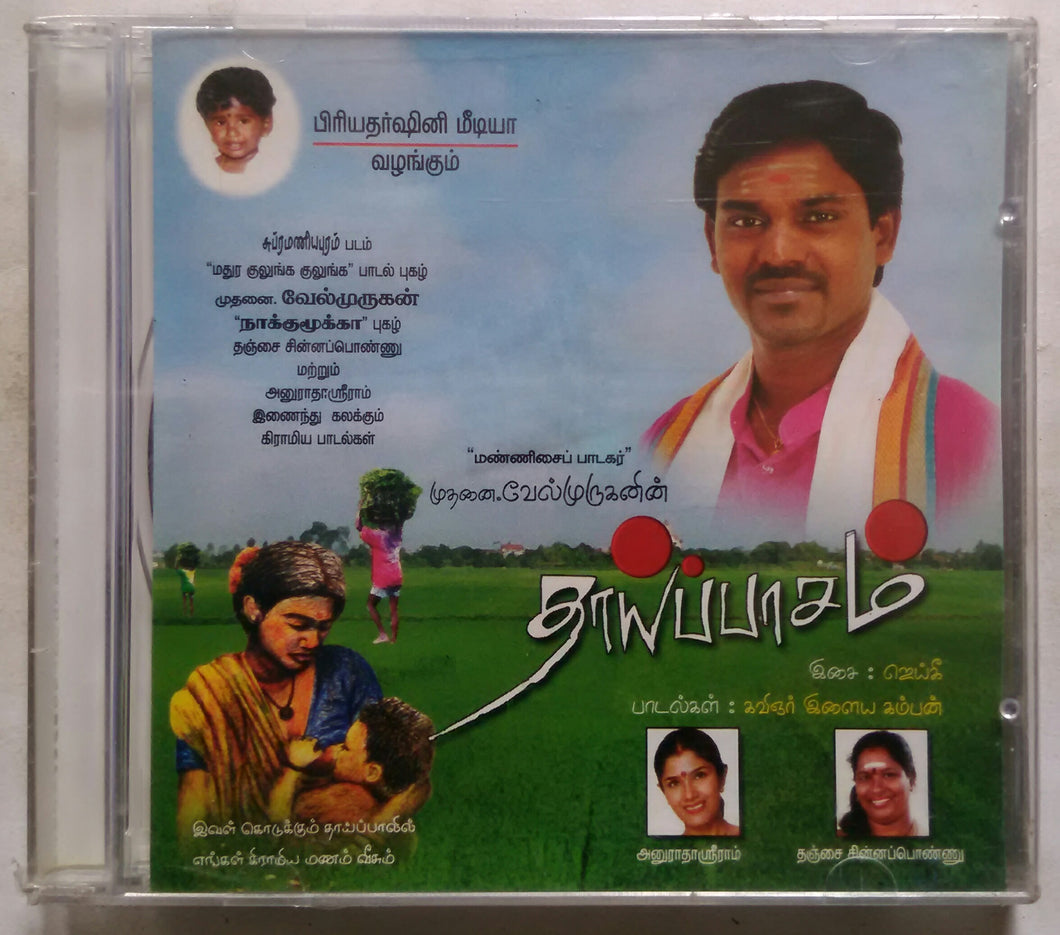 பிரியதர்ஷினி மீடியா
வழங்கும்
சுப்ரமணியபுரம் படம்
“மதுர குலுங்க குலுங்க” பாடல் புகழ்
முதனை. வேல்முருகன்
“நாக்குமூக்கா” புகழ்
தஞ்சை சின்னப்பொண்ணு
மற்றும்
அனுராதாஸ்ரீராம்
இணைந்து கலக்கும்
கிராமிய பாடல்கள்
“மண்ணிசைப் பாடகர்”
முதனை.வேல்முருகனின்
தாய்ப்பாசம்
இசை : ஜெய்கீ
பாடல்கள் : கவிஞர் இளைய கம்பன்
அனுராதாஸ்ரீராம்
தஞ்சை சின்னப்பொண்ணு
இவள் கொடுக்கும் தாய்ப்பாலில்
எங்கள் கிராமிய மணம் வீசும்